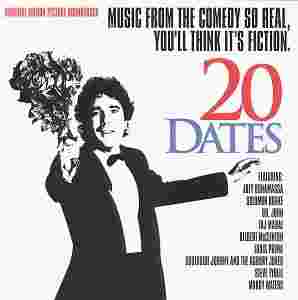 ORIGINAL MOTION PICTURE SOUNDTRACK
MUSIC FROM THE COMEDY SO REAL,
YOU'LL THINK IT'S FICTION.
20
DATES
FEATURING:
JOEY BONAMASSA
SOLOMON BURKE
DR. JOHN
TAJ MAHAL
DELBERT McCLINTON
LOUIS PRIMA
SOUTHSIDE JOHNNY AND THE ASBURY JUKES
STEVE TYRELL
MUDDY WATERS